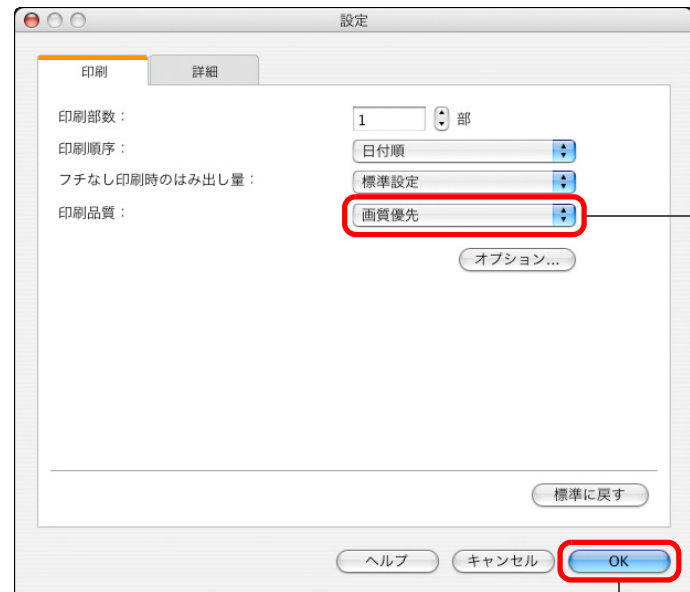 設定
印刷 詳細
印刷部数： 1 部
印刷順序： 日付順
フチなし印刷時のはみ出し量： 標準設定
印刷品質： 画質優先
オプション...
標準に戻す
ヘルプ キャンセル OK